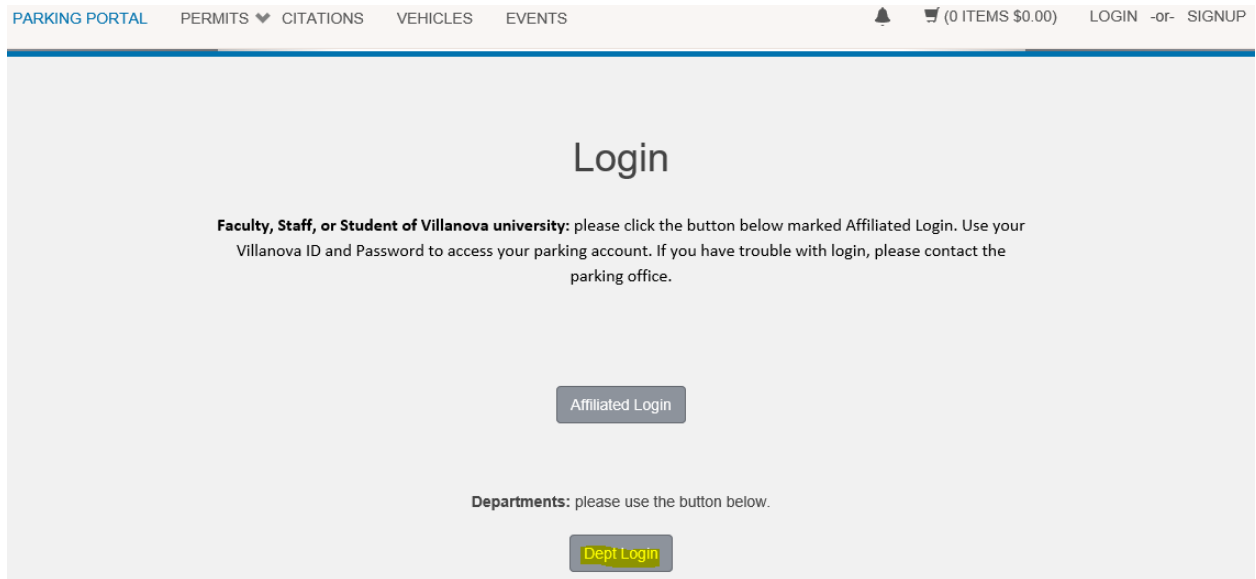 PARKING PORTAL PERMITS CITATIONS VEHICLES EVENTS (0 ITEMS $0.00) LOGIN -or- SIGNUP
Login
Faculty, Staff, or Student of Villanova university: please click the button below marked Affiliated Login. Use your
Villanova ID and Password to access your parking account. If you have trouble with login, please contact the
parking office.
Affiliated Login
Departments: please use the button below.
Dept Login